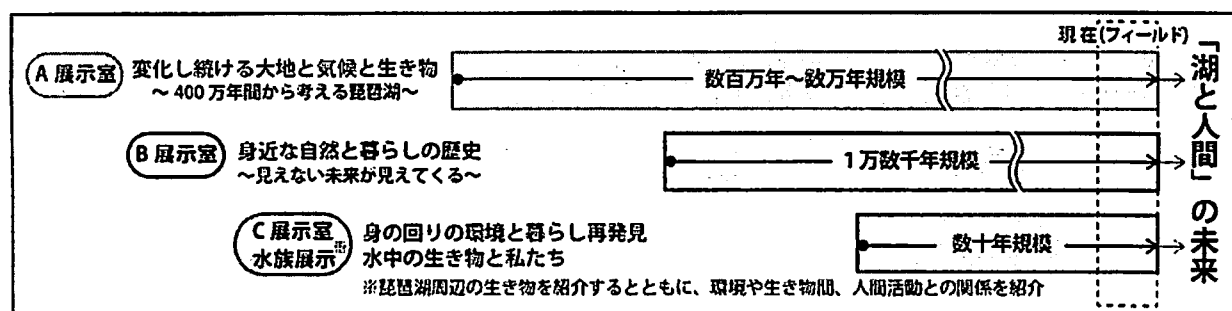 現在(フィールド)
A 展示室
変化し続ける大地と気候と生き物
～ 400 万年間から考える琵琶湖～
数百万年～数万年規模
B 展示室
身近な自然と暮らしの歴史
～見えない未来が見えてくる～
1万数千年規模
C 展示室
水族展示※
身の回りの環境と暮らし再発見
水中の生き物と私たち
数十年規模
※琵琶湖周辺の生き物を紹介するとともに、環境や生き物間、人間活動との関係を紹介
「湖と人間」の未来